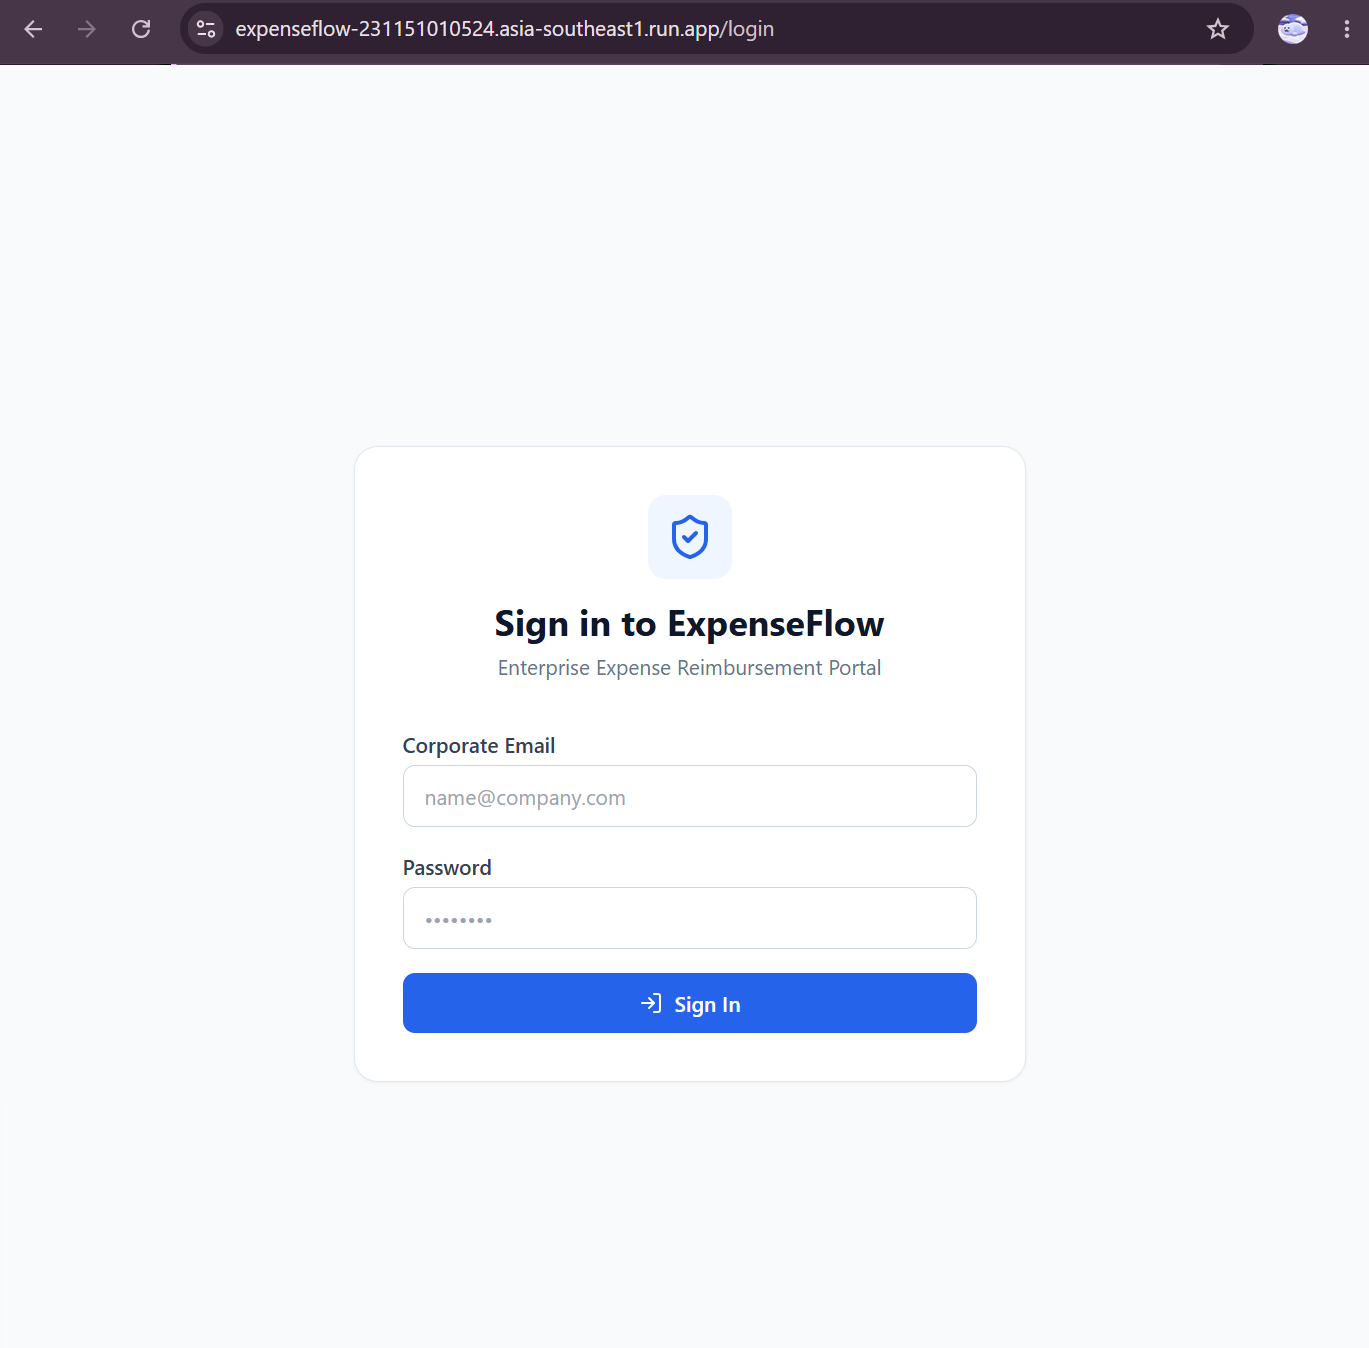 expenseflow-231151010524.asia-southeast1.run.app/login
Sign in to ExpenseFlow
Enterprise Expense Reimbursement Portal
Corporate Email
name@company.com
Password
••••••••
Sign In